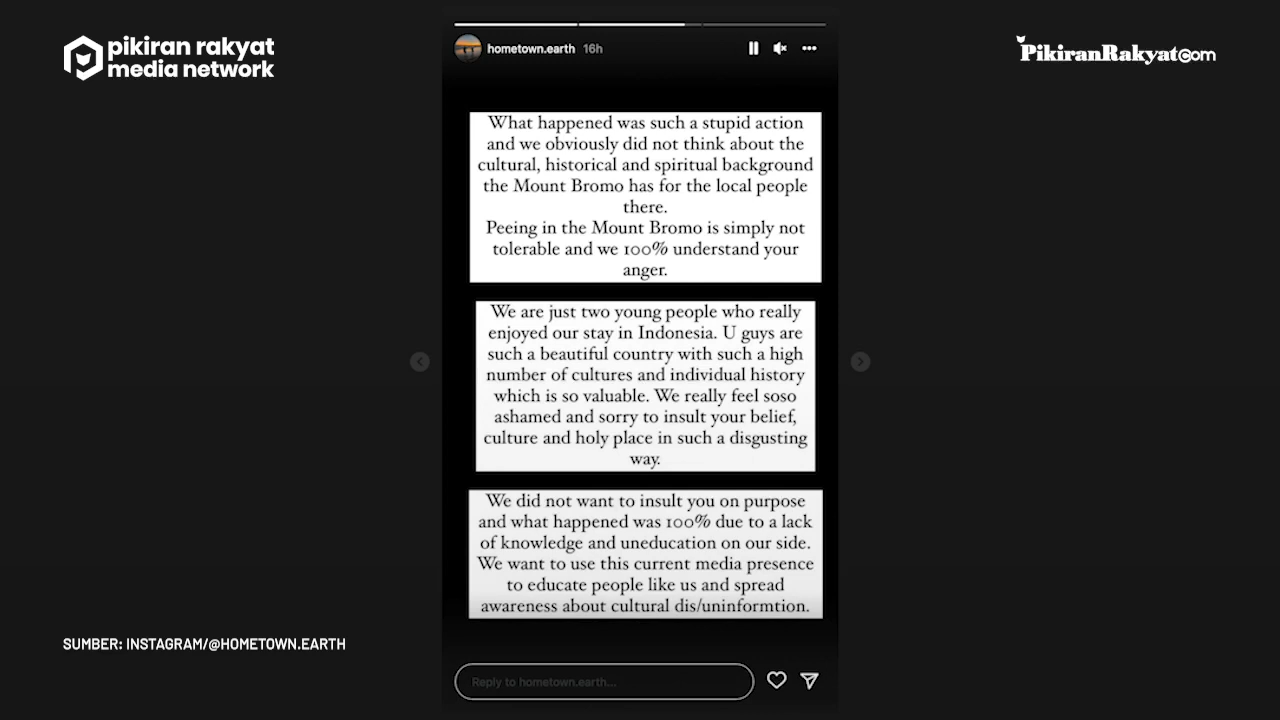 pikiran rakyat
media network
PikiranRakyat.com
hometown.earth 16h
What happened was such a stupid action
and we obviously did not think about the
cultural, historical and spiritual background
the Mount Bromo has for the local people
there.
Peeing in the Mount Bromo is simply not
tolerable and we 100% understand your
anger.
We are just two young people who really
enjoyed our stay in Indonesia. U guys are
such a beautiful country with such a high
number of cultures and individual history
which is so valuable. We really feel soso
ashamed and sorry to insult your belief,
culture and holy place in such a disgusting
way.
We did not want to insult you on purpose
and what happened was 100% due to a lack
of knowledge and uneducation on our side.
We want to use this current media presence
to educate people like us and spread
awareness about cultural dis/uninformtion.
SUMBER: INSTAGRAM/@HOMETOWN.EARTH
Reply to hometown.earth...